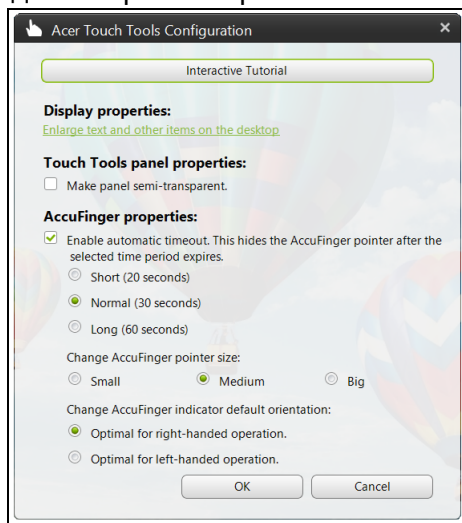 Acer Touch Tools Configuration
Interactive Tutorial
Display properties:
Enlarge text and other items on the desktop
Touch Tools panel properties:
Make panel semi-transparent.
AccuFinger properties:
Enable automatic timeout. This hides the AccuFinger pointer after the
selected time period expires.
Short (20 seconds)
Normal (30 seconds)
Long (60 seconds)
Change AccuFinger pointer size:
Small Medium Big
Change AccuFinger indicator default orientation:
Optimal for right-handed operation.
Optimal for left-handed operation.
OK Cancel